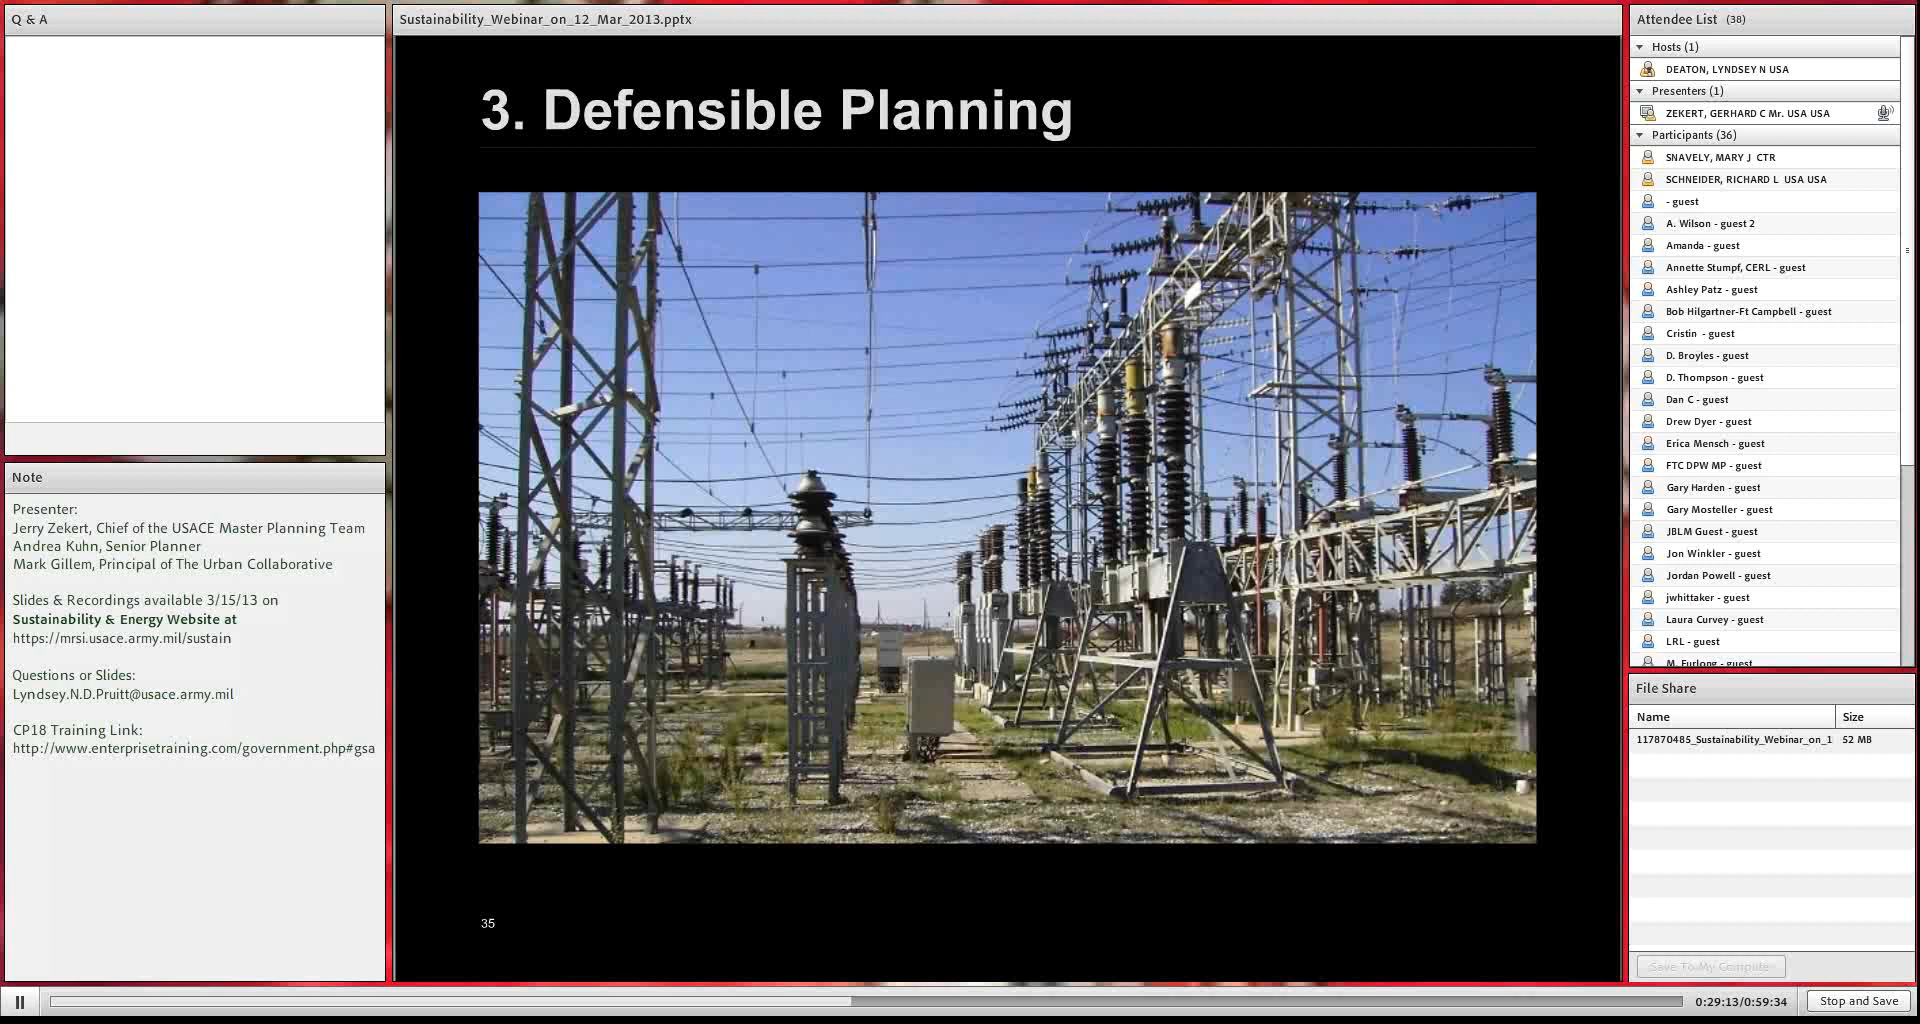 Q & A
Note
Presenter:
Jerry Zekert, Chief of the USACE Master Planning Team
Andrea Kuhn, Senior Planner
Mark Gillem, Principal of The Urban Collaborative
Slides & Recordings available 3/15/13 on
Sustainability & Energy Website at
https://mrsi.usace.army.mil/sustain
Questions or Slides:
Lyndsey.N.D.Pruitt@usace.army.mil
CP18 Training Link:
http://www.enterprisetraining.com/government.php#gsa
Sustainability_Webinar_on_12_Mar_2013.pptx
3. Defensible Planning
35
Attendee List (38)
Hosts (1)
DEATON, LYNDSEY N USA
Presenters (1)
ZEKERT, GERHARD C Mr. USA USA
Participants (36)
SNAVELY, MARY J CTR
SCHNEIDER, RICHARD L USA USA
- guest
A. Wilson - guest 2
Amanda - guest
Annette Stumpf, CERL - guest
Ashley Patz - guest
Bob Hilgartner-Ft Campbell - guest
Cristin - guest
D. Broyles - guest
D. Thompson - guest
Dan C - guest
Drew Dyer - guest
Erica Mensch - guest
FTC DPW MP - guest
Gary Harden - guest
Gary Mosteller - guest
JBLM Guest - guest
Jon Winkler - guest
Jordan Powell - guest
jwhittaker - guest
Laura Curvey - guest
LRL - guest
M. Furlong - guest
File Share
Name Size
117870485_Sustainability_Webinar_on_1 52 MB
Save To My Compute
0:29:13/0:59:34
Stop and Save